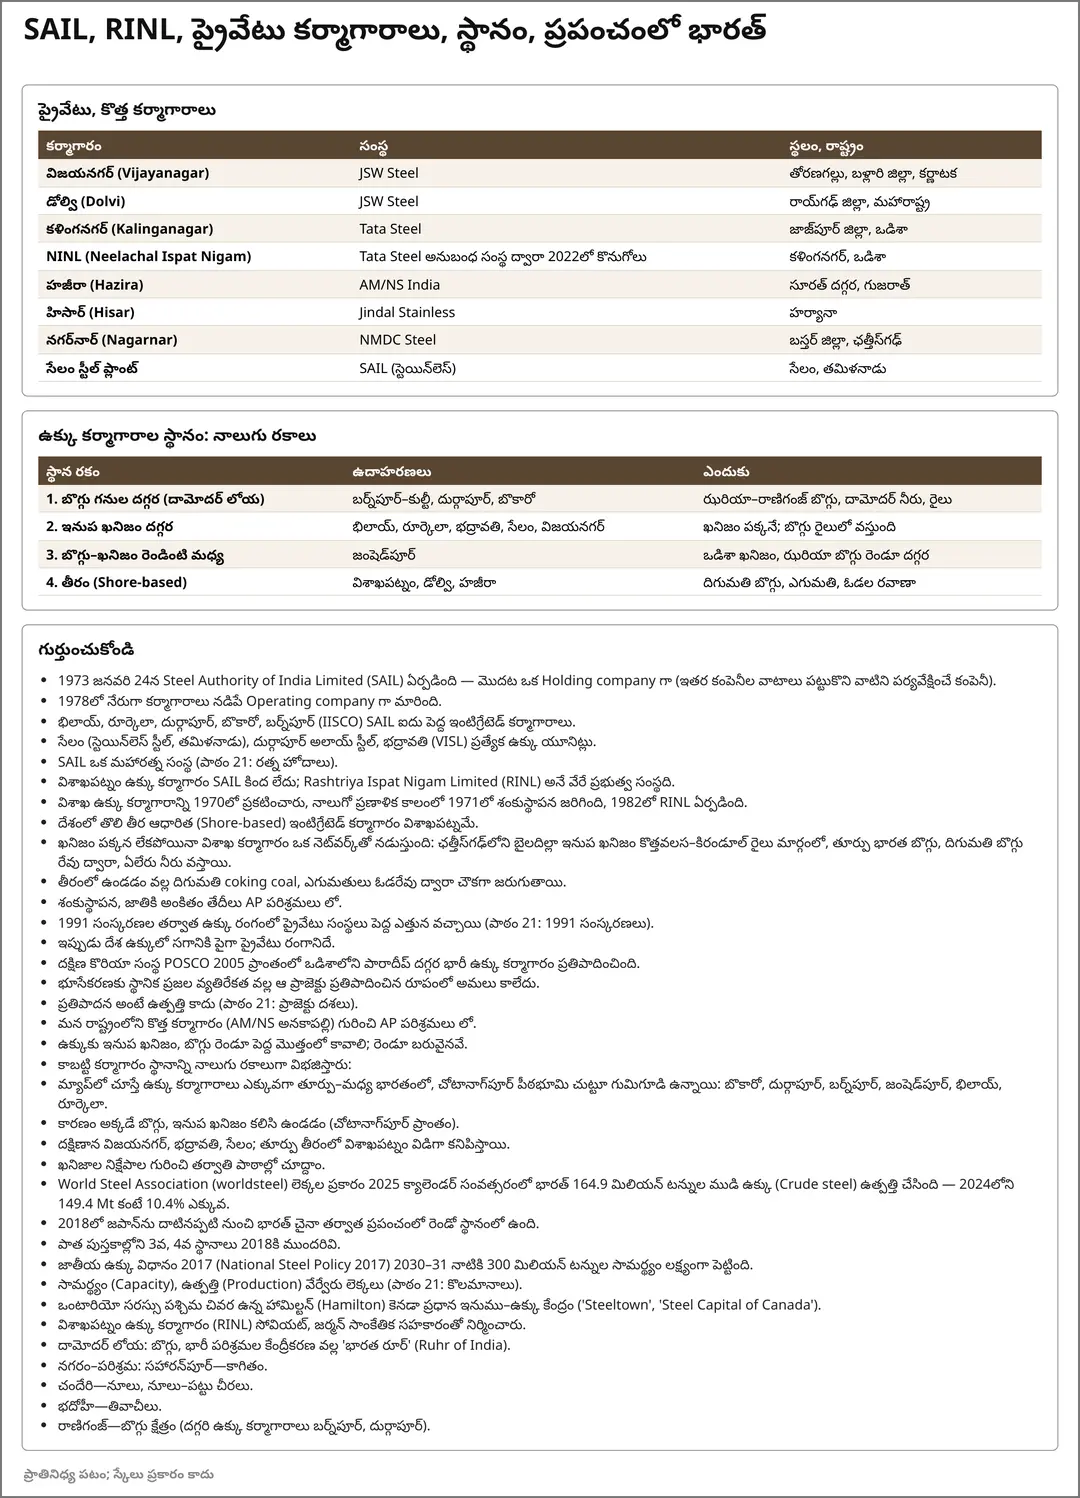 SAIL, RINL, ప్రైవేటు కర్మాగారాలు, స్థానం, ప్రపంచంలో భారత్
ప్రైవేటు, కొత్త కర్మాగారాలు
కర్మాగారం సంస్థ స్థలం, రాష్ట్రం
విజయనగర్ (Vijayanagar) JSW Steel తోరణగల్లు, బళ్లారి జిల్లా, కర్ణాటక
డోల్వి (Dolvi) JSW Steel రాయ్‌గఢ్ జిల్లా, మహారాష్ట్ర
కళింగనగర్ (Kalinganagar) Tata Steel జాజ్‌పూర్ జిల్లా, ఒడిశా
NINL (Neelachal Ispat Nigam) Tata Steel అనుబంధ సంస్థ ద్వారా 2022లో కొనుగోలు కళింగనగర్, ఒడిశా
హజీరా (Hazira) AM/NS India సూరత్ దగ్గర, గుజరాత్
హిసార్ (Hisar) Jindal Stainless హర్యానా
నగర్‌నార్ (Nagarnar) NMDC Steel బస్తర్ జిల్లా, ఛత్తీస్‌గఢ్
సేలం స్టీల్ ప్లాంట్ SAIL (స్టెయిన్‌లెస్) సేలం, తమిళనాడు
ఉక్కు కర్మాగారాల స్థానం: నాలుగు రకాలు
స్థాన రకం ఉదాహరణలు ఎందుకు
1. బొగ్గు గనుల దగ్గర (దామోదర్ లోయ) బర్న్‌పూర్–కుల్టీ, దుర్గాపూర్, బొకారో ఝరియా–రాణిగంజ్ బొగ్గు, దామోదర్ నీరు, రైలు
2. ఇనుప ఖనిజం దగ్గర భిలాయ్, రూర్కెలా, భద్రావతి, సేలం, విజయనగర్ ఖనిజం పక్కనే; బొగ్గు రైలులో వస్తుంది
3. బొగ్గు–ఖనిజం రెండింటి మధ్య జంషెడ్‌పూర్ ఒడిశా ఖనిజం, ఝరియా బొగ్గు రెండూ దగ్గర
4. తీరం (Shore-based) విశాఖపట్నం, డోల్వి, హజీరా దిగుమతి బొగ్గు, ఎగుమతి, ఓడల రవాణా
గుర్తుంచుకోండి
• 1973 జనవరి 24న Steel Authority of India Limited (SAIL) ఏర్పడింది — మొదట ఒక Holding company గా (ఇతర కంపెనీల వాటాలు పట్టుకొని వాటిని పర్యవేక్షించే కంపెనీ).
• 1978లో నేరుగా కర్మాగారాలు నడిపే Operating company గా మారింది.
• భిలాయ్, రూర్కెలా, దుర్గాపూర్, బొకారో, బర్న్‌పూర్ (IISCO) SAIL ఐదు పెద్ద ఇంటిగ్రేటెడ్ కర్మాగారాలు.
• సేలం (స్టెయిన్‌లెస్ స్టీల్, తమిళనాడు), దుర్గాపూర్ అలాయ్ స్టీల్, భద్రావతి (VISL) ప్రత్యేక ఉక్కు యూనిట్లు.
• SAIL ఒక మహారత్న సంస్థ (పాఠం 21: రత్న హోదాలు).
• విశాఖపట్నం ఉక్కు కర్మాగారం SAIL కింద లేదు; Rashtriya Ispat Nigam Limited (RINL) అనే వేరే ప్రభుత్వ సంస్థది.
• విశాఖ ఉక్కు కర్మాగారాన్ని 1970లో ప్రకటించారు, నాలుగో ప్రణాళిక కాలంలో 1971లో శంకుస్థాపన జరిగింది, 1982లో RINL ఏర్పడింది.
• దేశంలో తొలి తీర ఆధారిత (Shore-based) ఇంటిగ్రేటెడ్ కర్మాగారం విశాఖపట్నమే.
• ఖనిజం పక్కన లేకపోయినా విశాఖ కర్మాగారం ఒక నెట్‌వర్క్‌తో నడుస్తుంది: ఛత్తీస్‌గఢ్‌లోని బైలదిల్లా ఇనుప ఖనిజం కొత్తవలస–కిరండూల్ రైలు మార్గంలో, తూర్పు భారత బొగ్గు, దిగుమతి బొగ్గు
రేవు ద్వారా, ఏలేరు నీరు వస్తాయి.
• తీరంలో ఉండడం వల్ల దిగుమతి coking coal, ఎగుమతులు ఓడరేవు ద్వారా చౌకగా జరుగుతాయి.
• శంకుస్థాపన, జాతికి అంకితం తేదీలు AP పరిశ్రమలు లో.
• 1991 సంస్కరణల తర్వాత ఉక్కు రంగంలో ప్రైవేటు సంస్థలు పెద్ద ఎత్తున వచ్చాయి (పాఠం 21: 1991 సంస్కరణలు).
• ఇప్పుడు దేశ ఉక్కులో సగానికి పైగా ప్రైవేటు రంగానిదే.
• దక్షిణ కొరియా సంస్థ POSCO 2005 ప్రాంతంలో ఒడిశాలోని పారాదీప్ దగ్గర భారీ ఉక్కు కర్మాగారం ప్రతిపాదించింది.
• భూసేకరణకు స్థానిక ప్రజల వ్యతిరేకత వల్ల ఆ ప్రాజెక్టు ప్రతిపాదించిన రూపంలో అమలు కాలేదు.
• ప్రతిపాదన అంటే ఉత్పత్తి కాదు (పాఠం 21: ప్రాజెక్టు దశలు).
• మన రాష్ట్రంలోని కొత్త కర్మాగారం (AM/NS అనకాపల్లి) గురించి AP పరిశ్రమలు లో.
• ఉక్కుకు ఇనుప ఖనిజం, బొగ్గు రెండూ పెద్ద మొత్తంలో కావాలి; రెండూ బరువైనవే.
• కాబట్టి కర్మాగారం స్థానాన్ని నాలుగు రకాలుగా విభజిస్తారు:
• మ్యాప్‌లో చూస్తే ఉక్కు కర్మాగారాలు ఎక్కువగా తూర్పు–మధ్య భారతంలో, చోటానాగ్‌పూర్ పీఠభూమి చుట్టూ గుమిగూడి ఉన్నాయి: బొకారో, దుర్గాపూర్, బర్న్‌పూర్, జంషెడ్‌పూర్, భిలాయ్,
రూర్కెలా.
• కారణం అక్కడే బొగ్గు, ఇనుప ఖనిజం కలిసి ఉండడం (చోటానాగ్‌పూర్ ప్రాంతం).
• దక్షిణాన విజయనగర్, భద్రావతి, సేలం; తూర్పు తీరంలో విశాఖపట్నం విడిగా కనిపిస్తాయి.
• ఖనిజాల నిక్షేపాల గురించి తర్వాతి పాఠాల్లో చూద్దాం.
• World Steel Association (worldsteel) లెక్కల ప్రకారం 2025 క్యాలెండర్ సంవత్సరంలో భారత్ 164.9 మిలియన్ టన్నుల ముడి ఉక్కు (Crude steel) ఉత్పత్తి చేసింది — 2024లోని
149.4 Mt కంటే 10.4% ఎక్కువ.
• 2018లో జపాన్‌ను దాటినప్పటి నుంచి భారత్ చైనా తర్వాత ప్రపంచంలో రెండో స్థానంలో ఉంది.
• పాత పుస్తకాల్లోని 3వ, 4వ స్థానాలు 2018కి ముందరివి.
• జాతీయ ఉక్కు విధానం 2017 (National Steel Policy 2017) 2030–31 నాటికి 300 మిలియన్ టన్నుల సామర్థ్యం లక్ష్యంగా పెట్టింది.
• సామర్థ్యం (Capacity), ఉత్పత్తి (Production) వేర్వేరు లెక్కలు (పాఠం 21: కొలమానాలు).
• ఒంటారియో సరస్సు పశ్చిమ చివర ఉన్న హామిల్టన్ (Hamilton) కెనడా ప్రధాన ఇనుము–ఉక్కు కేంద్రం ('Steeltown', 'Steel Capital of Canada').
• విశాఖపట్నం ఉక్కు కర్మాగారం (RINL) సోవియట్, జర్మన్ సాంకేతిక సహకారంతో నిర్మించారు.
• దామోదర్ లోయ: బొగ్గు, భారీ పరిశ్రమల కేంద్రీకరణ వల్ల 'భారత రూర్' (Ruhr of India).
• నగరం–పరిశ్రమ: సహారన్‌పూర్—కాగితం.
• చందేరి—నూలు, నూలు–పట్టు చీరలు.
• భదోహీ—తివాచీలు.
• రాణిగంజ్—బొగ్గు క్షేత్రం (దగ్గరి ఉక్కు కర్మాగారాలు బర్న్‌పూర్, దుర్గాపూర్).
ప్రాతినిధ్య పటం; స్కేలు ప్రకారం కాదు